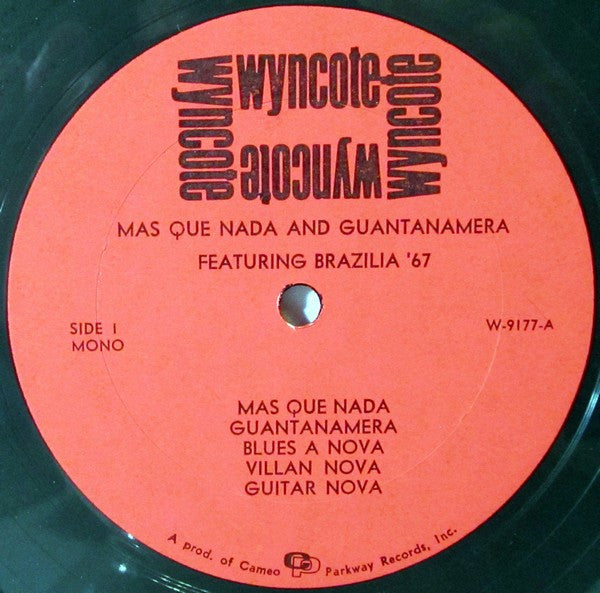 wyncote
wyncote
wyncote
wyncote
MAS QUE NADA AND GUANTANAMERA
FEATURING BRAZILIA '67
SIDE 1
MONO
W-9177-A
MAS QUE NADA
GUANTANAMERA
BLUES A NOVA
VILLAN NOVA
GUITAR NOVA
A prod. of Cameo CP Parkway Records, Inc.